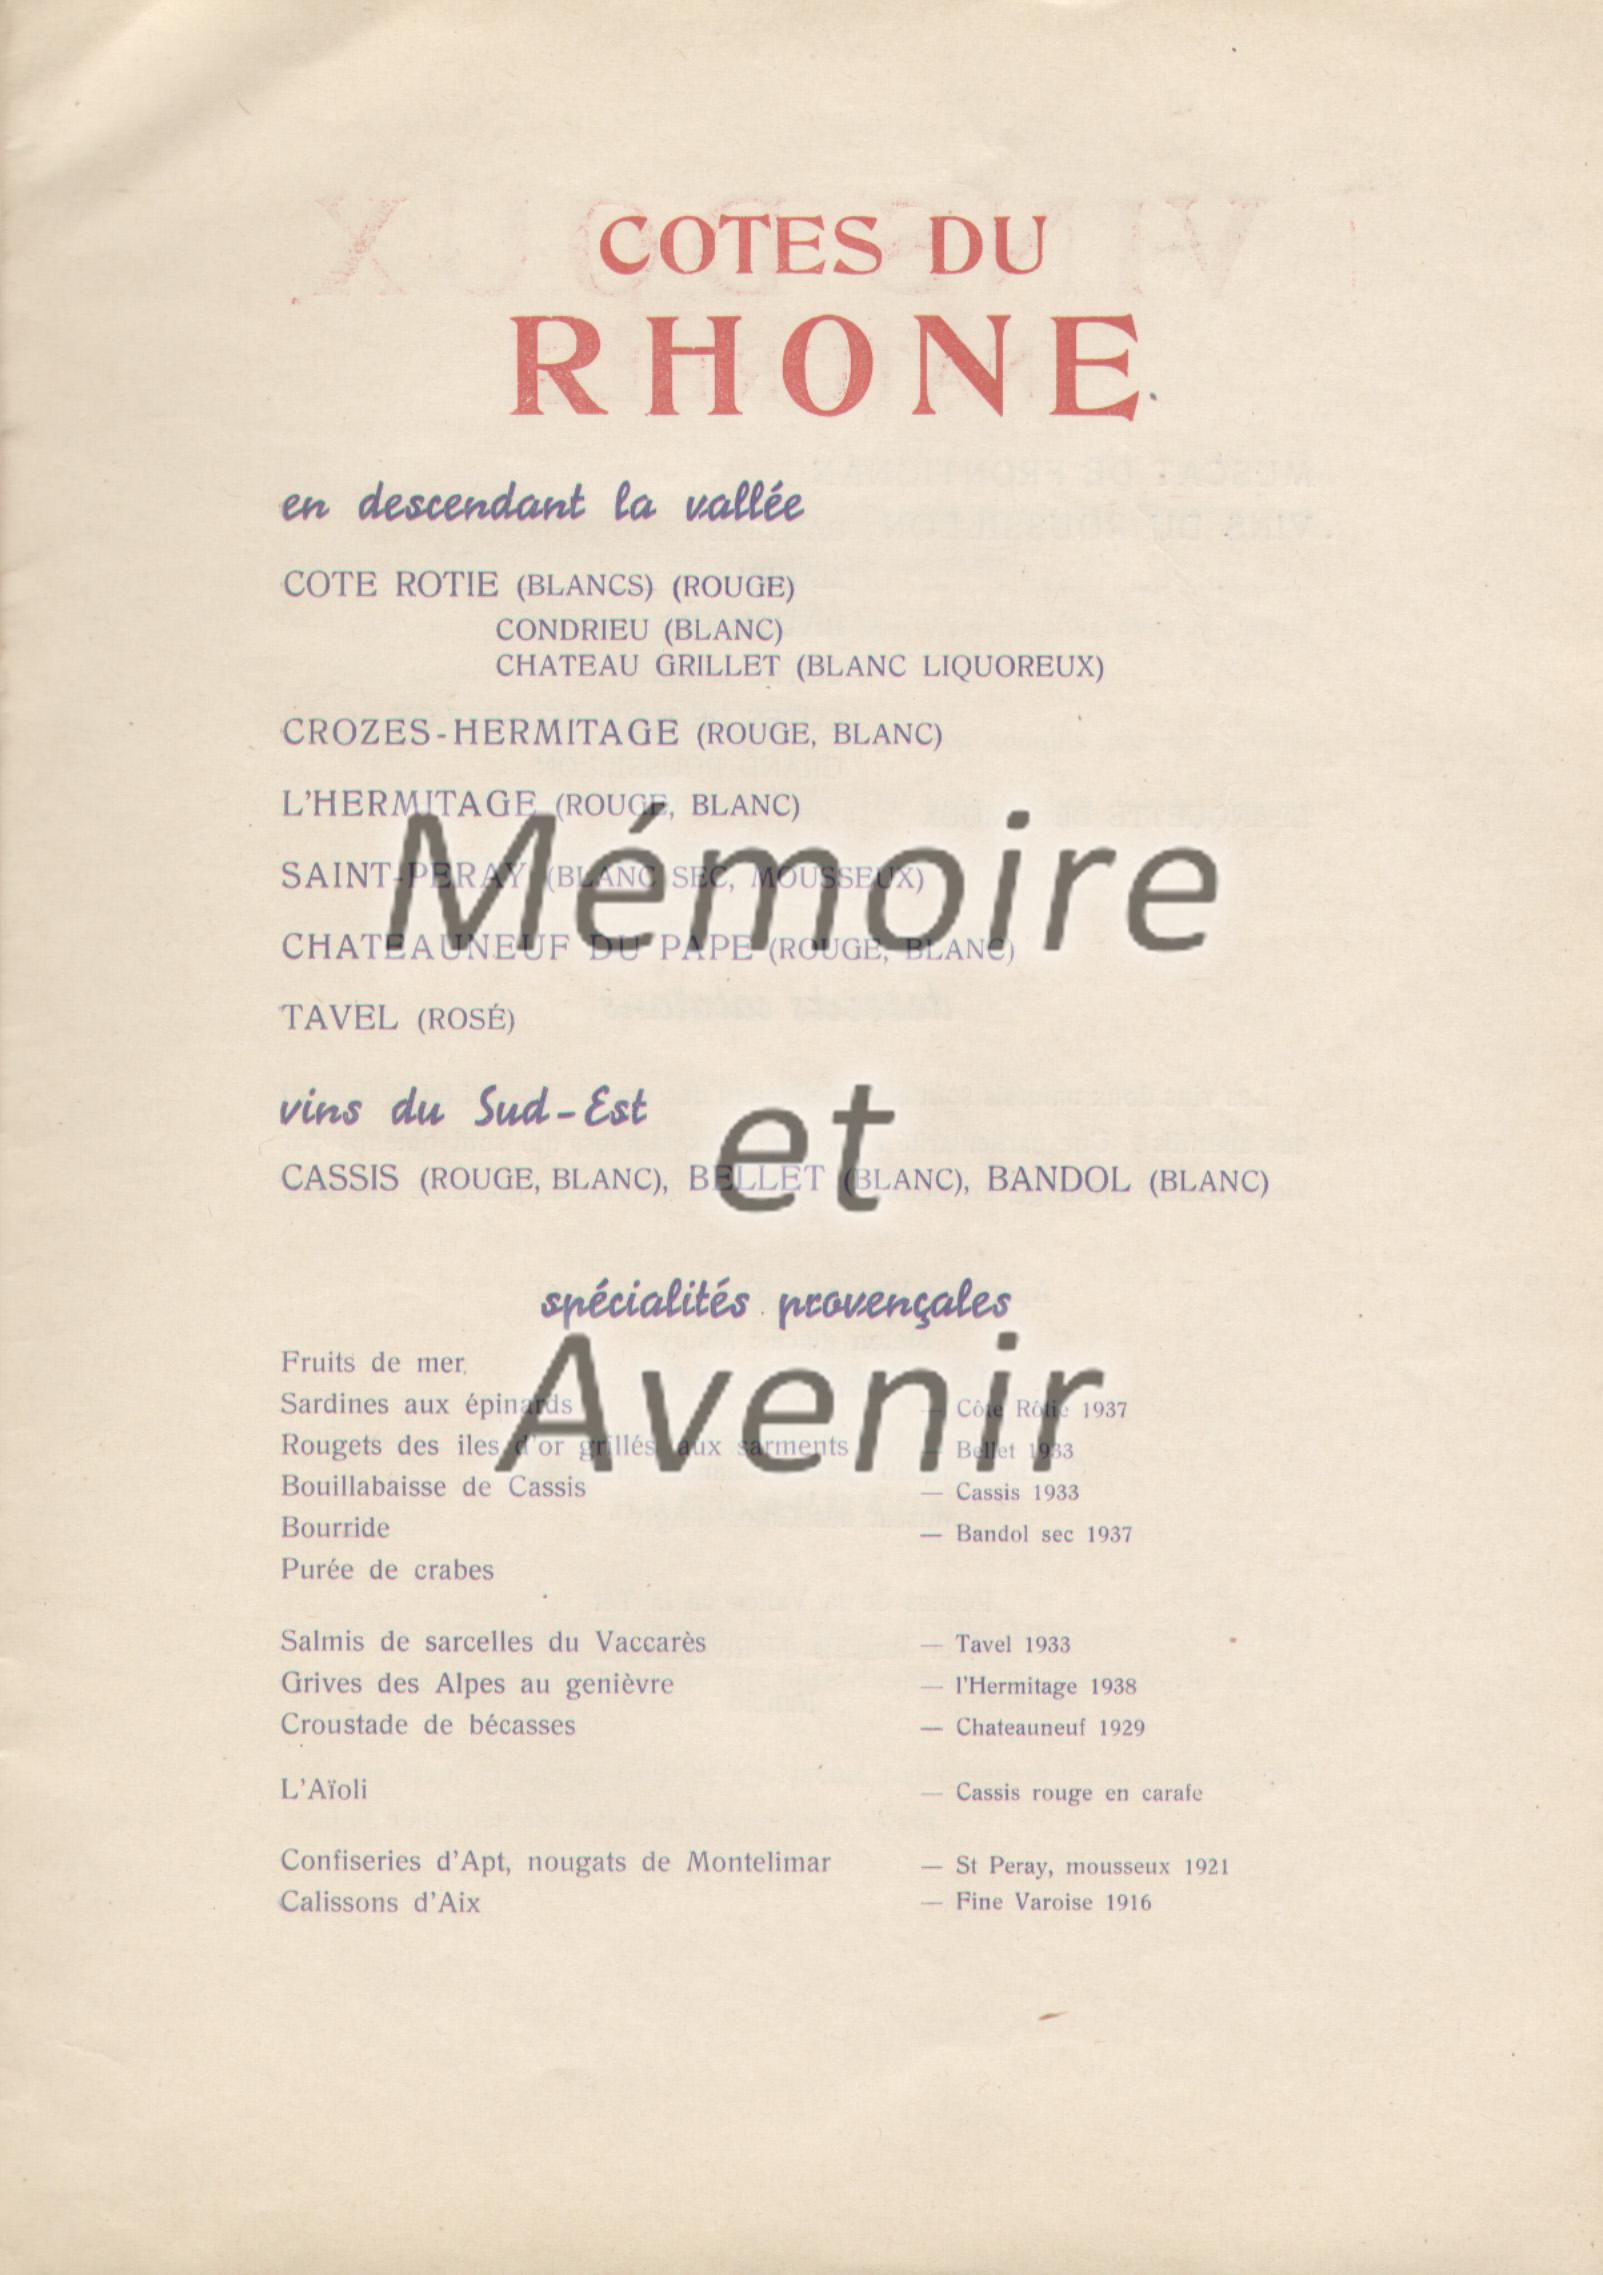 COTES DU
RHONE
en descendant la vallée
COTE ROTIE (BLANCS) (ROUGE)
CONDRIEU (BLANC)
CHATEAU GRILLET (BLANC LIQUOREUX)
CROZES-HERMITAGE (ROUGE, BLANC)
L'HERMITAGE (ROUGE, BLANC)
SAINT-PERAY (BLANC SEC, MOUSSEUX)
Mémoire
CHATEAUNEUF DU PAPE (ROUGE, BLANC)
TAVEL (ROSÉ)
vins du Sud-Est
et
CASSIS (ROUGE, BLANC), BELLET (BLANC), BANDOL (BLANC)
spécialités provençales
Fruits de mer
Sardines aux épinards — Côte Rôtie 1937
Avenir
Rougets des iles d'or grillés aux sarments — Bellet 1933
Bouillabaisse de Cassis — Cassis 1933
Bourride — Bandol sec 1937
Purée de crabes
Salmis de sarcelles du Vaccarès — Tavel 1933
Grives des Alpes au genièvre — l'Hermitage 1938
Croustade de bécasses — Chateauneuf 1929
L'Aïoli — Cassis rouge en carafe
Confiseries d'Apt, nougats de Montelimar — St Peray, mousseux 1921
Calissons d'Aix — Fine Varoise 1916